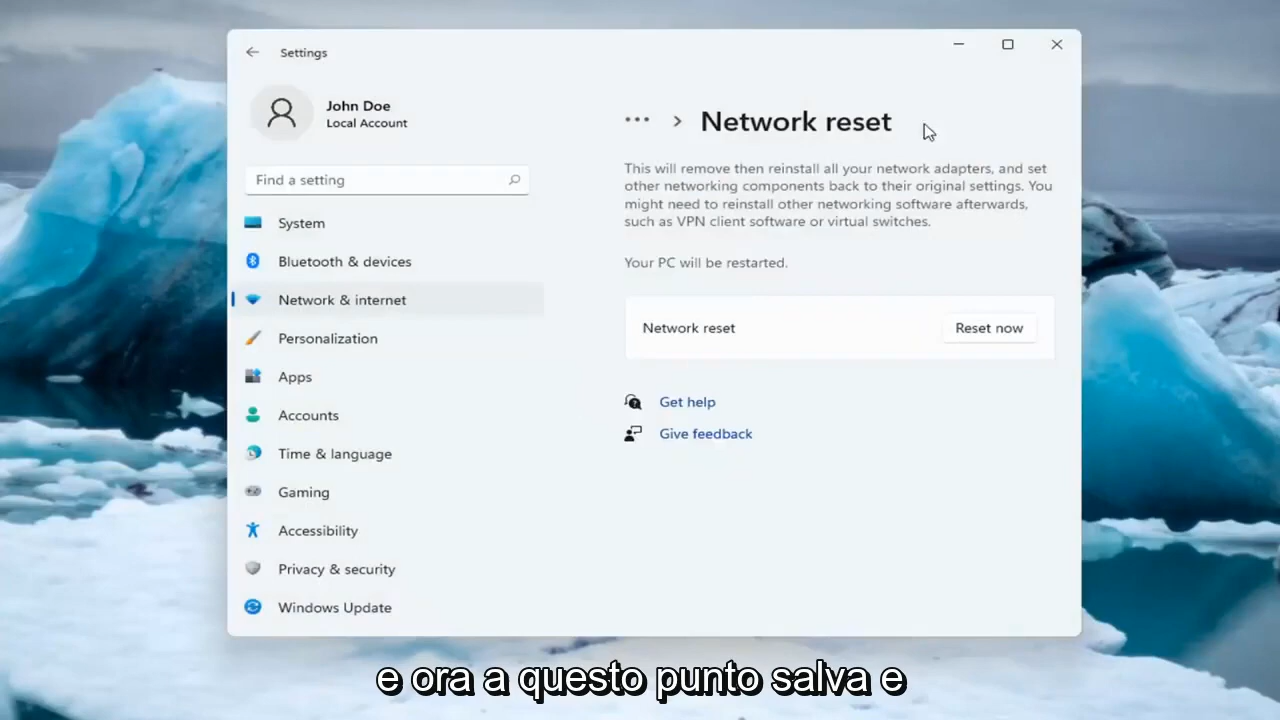 Settings
John Doe
Local Account
Find a setting
System
Bluetooth & devices
Network & internet
Personalization
Apps
Accounts
Time & language
Gaming
Accessibility
Privacy & security
Windows Update
... > Network reset
This will remove then reinstall all your network adapters, and set
other networking components back to their original settings. You
might need to reinstall other networking software afterwards,
such as VPN client software or virtual switches.
Your PC will be restarted.
Network reset Reset now
Get help
Give feedback
e ora a questo punto salva e